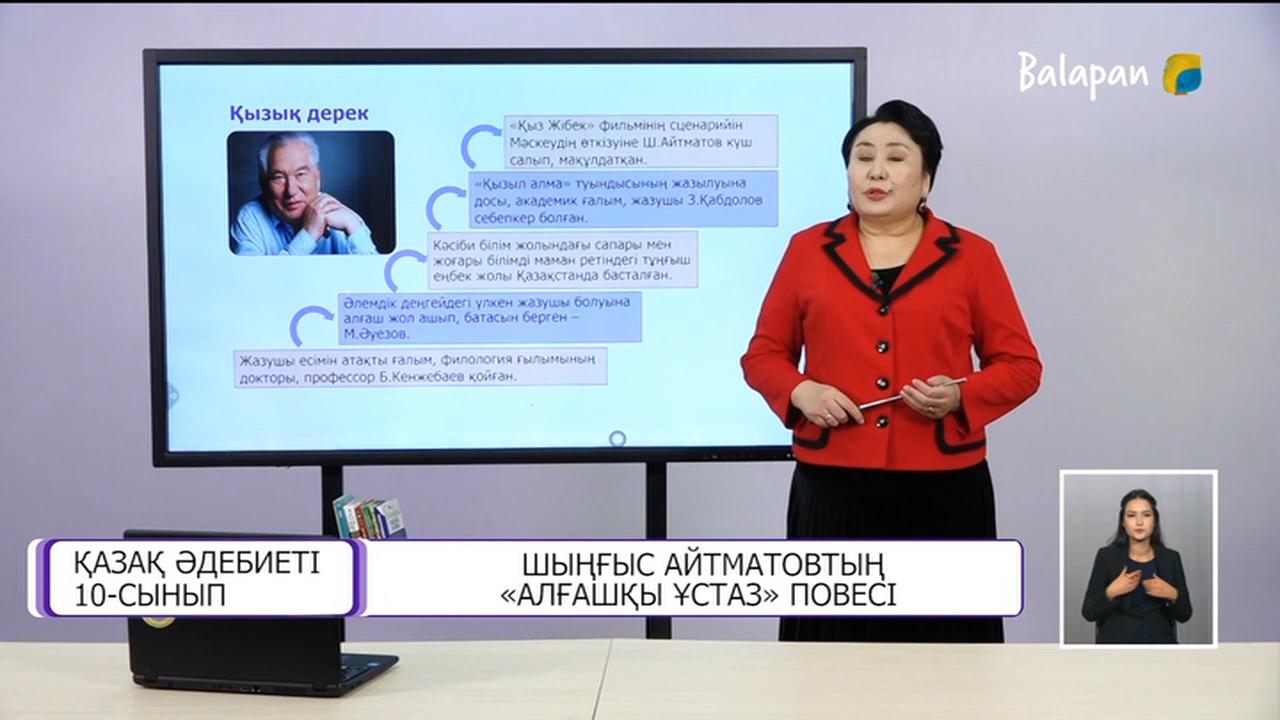 Balapan
Қызық дерек
«Қыз Жібек» фильмінің сценарийін
Мәскеудің өткізуіне Ш.Айтматов күш
салып, мақұлдатқан.
«Қызыл алма» туындысының жазылуына
досы, академик ғалым, жазушы З.Қабдолов
себепкер болған.
Кәсіби білім жолындағы сапары мен
жоғары білімді маман ретіндегі тұңғыш
еңбек жолы Қазақстанда басталған.
Әлемдік деңгейдегі үлкен жазушы болуына
алғаш жол ашып, батасын берген –
М.Әуезов.
Жазушы есімін атақты ғалым, филология ғылымының
докторы, профессор Б.Кенжебаев қойған.
ҚАЗАҚ ӘДЕБИЕТІ
10-СЫНЫП
ШЫҢҒЫС АЙТМАТОВТЫҢ
«АЛҒАШҚЫ ҰСТАЗ» ПОВЕСІ